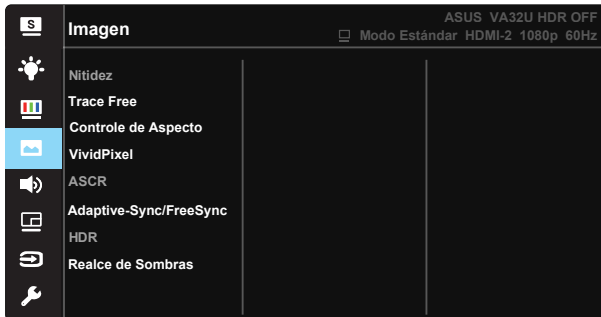 S
Imagen
ASUS VA32U HDR OFF
Modo Estándar HDMI-2 1080p 60Hz
Nitidez
Trace Free
Controle de Aspecto
VividPixel
ASCR
Adaptive-Sync/FreeSync
HDR
Realce de Sombras